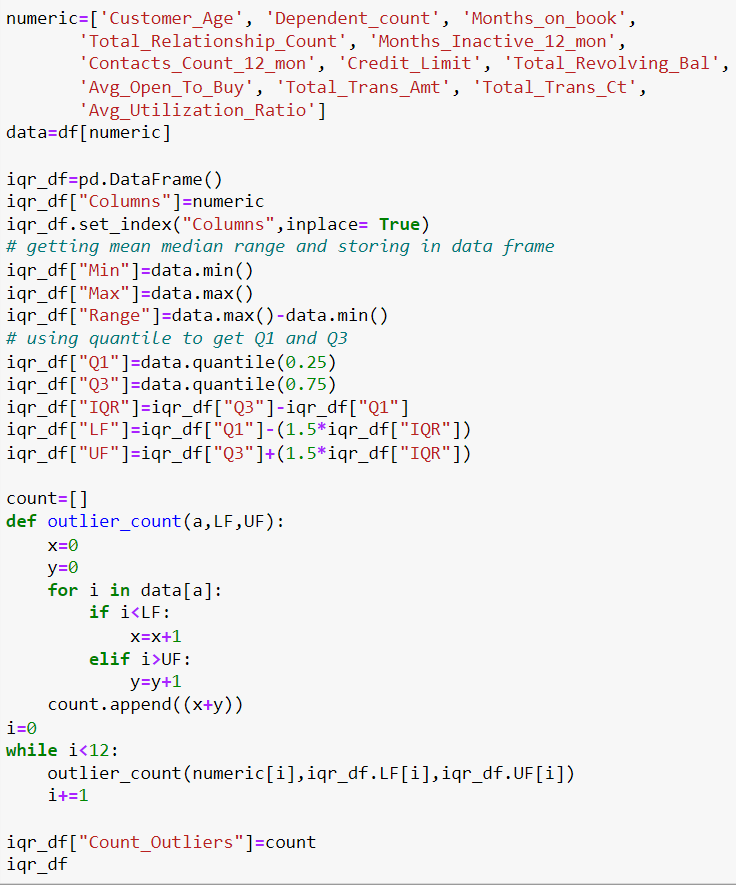 numeric=['Customer_Age', 'Dependent_count', 'Months_on_book',
       'Total_Relationship_Count', 'Months_Inactive_12_mon',
       'Contacts_Count_12_mon', 'Credit_Limit', 'Total_Revolving_Bal',
       'Avg_Open_To_Buy', 'Total_Trans_Amt', 'Total_Trans_Ct',
       'Avg_Utilization_Ratio']
data=df[numeric]

iqr_df=pd.DataFrame()
iqr_df["Columns"]=numeric
iqr_df.set_index("Columns",inplace= True)
# getting mean median range and storing in data frame
iqr_df["Min"]=data.min()
iqr_df["Max"]=data.max()
iqr_df["Range"]=data.max()-data.min()
# using quantile to get Q1 and Q3
iqr_df["Q1"]=data.quantile(0.25)
iqr_df["Q3"]=data.quantile(0.75)
iqr_df["IQR"]=iqr_df["Q3"]-iqr_df["Q1"]
iqr_df["LF"]=iqr_df["Q1"]-(1.5*iqr_df["IQR"])
iqr_df["UF"]=iqr_df["Q3"]+(1.5*iqr_df["IQR"])

count=[]
def outlier_count(a,LF,UF):
    x=0
    y=0
    for i in data[a]:
        if i<LF:
            x=x+1
        elif i>UF:
            y=y+1
    count.append((x+y))
i=0
while i<12:
    outlier_count(numeric[i],iqr_df.LF[i],iqr_df.UF[i])
    i+=1

iqr_df["Count_Outliers"]=count
iqr_df